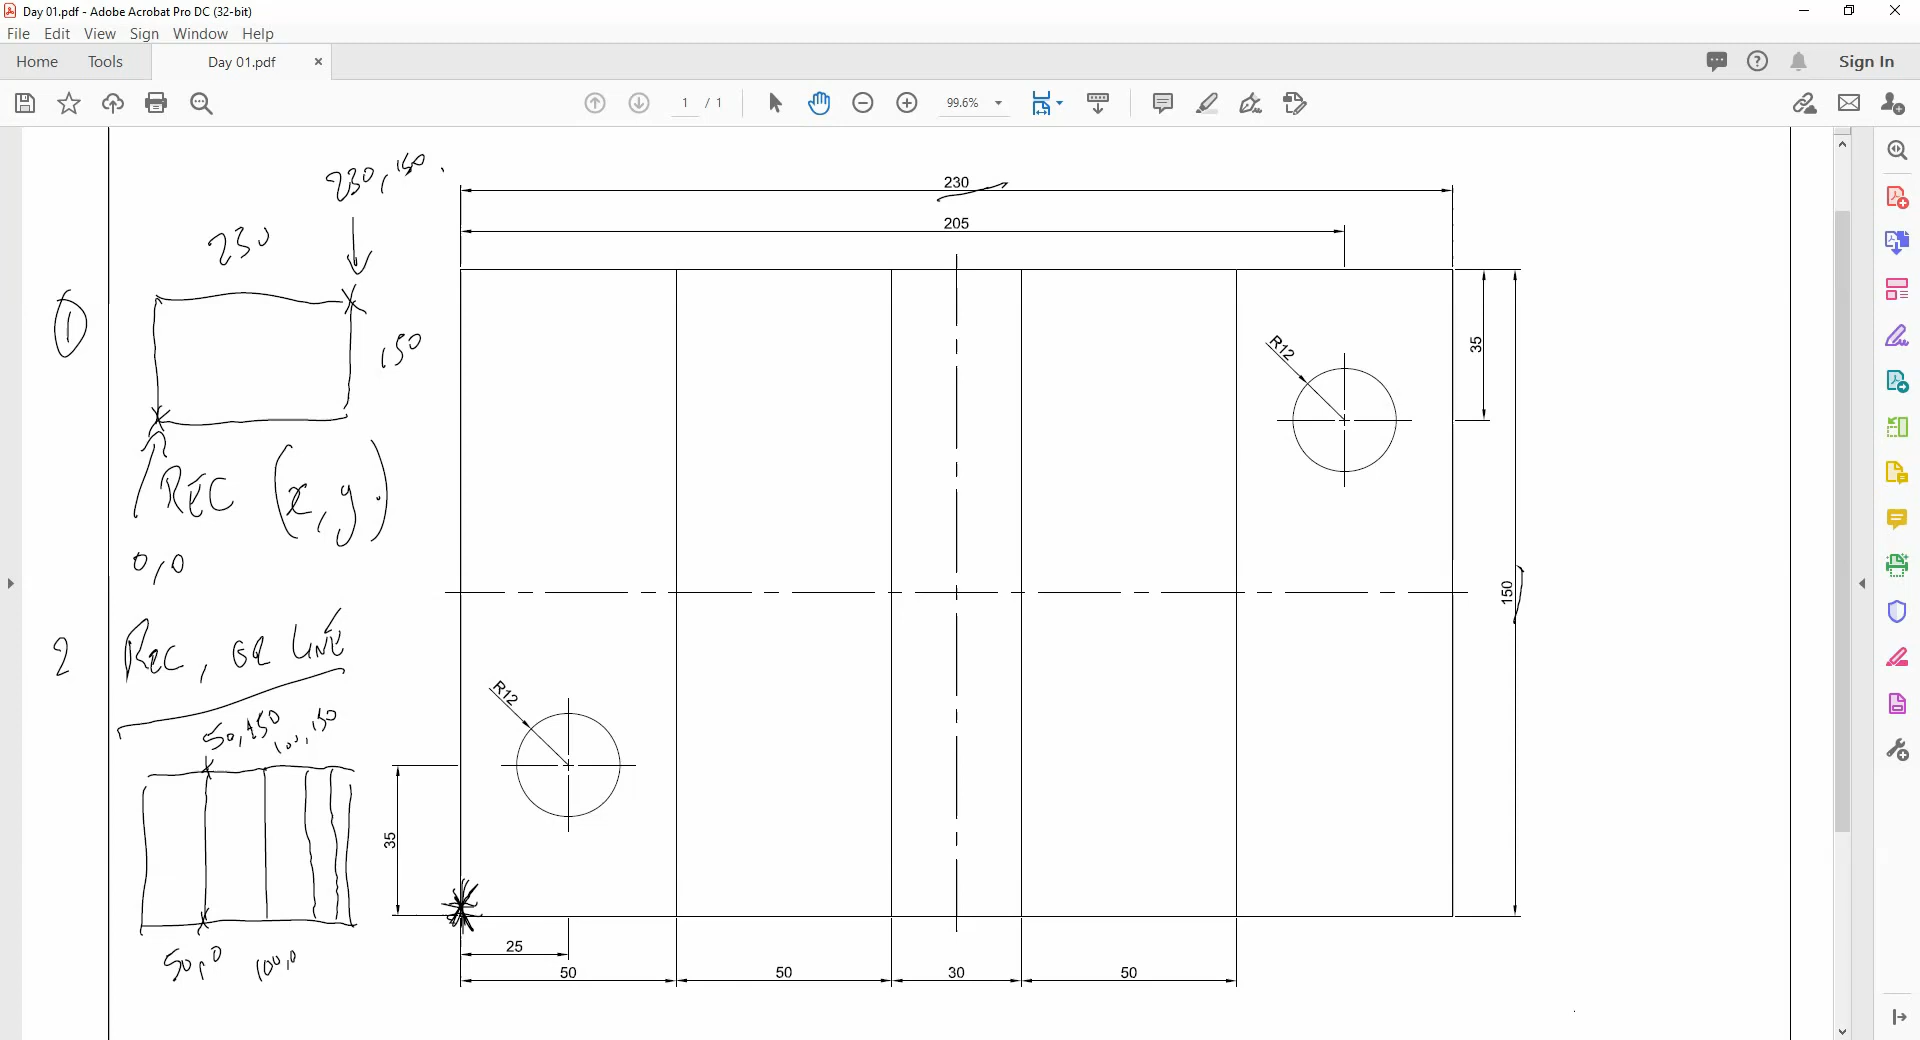 Day 01.pdf - Adobe Acrobat Pro DC (32-bit)
File Edit View Sign Window Help
Home Tools Day 01.pdf × Sign In
1 / 1 99.6%
230, 150
230
1
150
REC (x, y)
0,0
2 REC, OR LINE
50,150 100,150
50,0 100,0
230
205
R12
35
150
R12
35
25
50 50 30 50